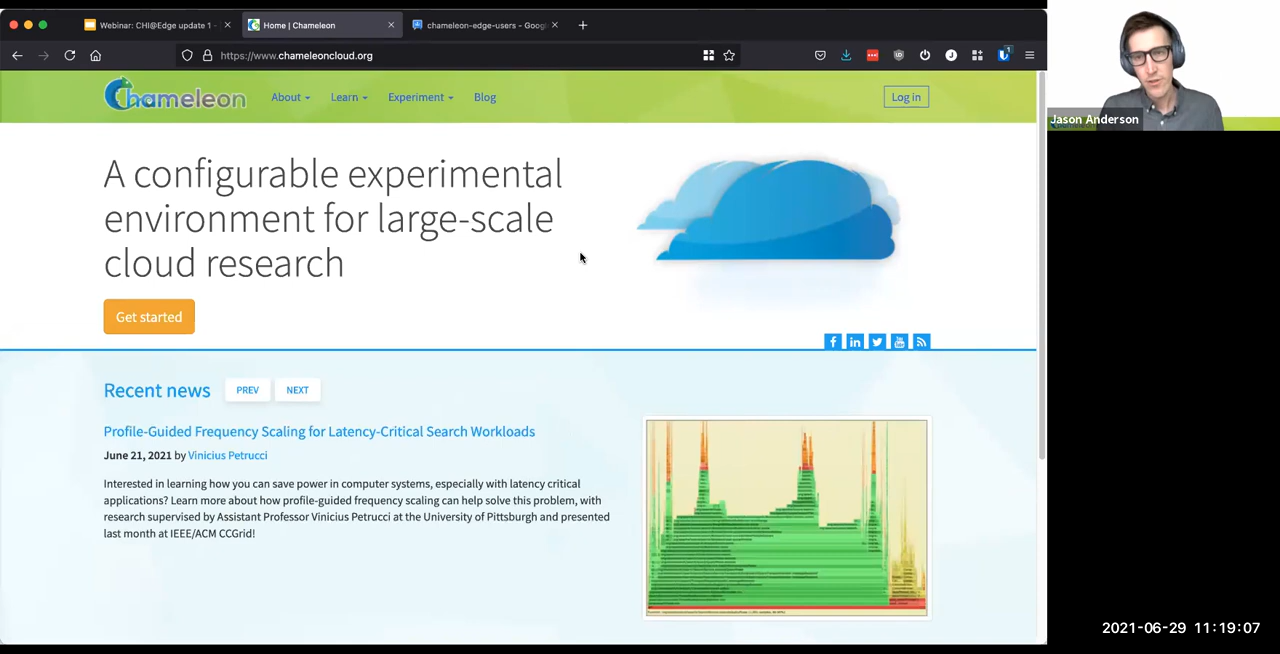 Webinar: CHI@Edge update 1 -
Home | Chameleon
chameleon-edge-users - Goog
https://www.chameleoncloud.org
1
Chameleon
About
Learn
Experiment
Blog
Log in
Jason Anderson
A configurable experimental
environment for large-scale
cloud research
Get started
Recent news
PREV
NEXT
Profile-Guided Frequency Scaling for Latency-Critical Search Workloads
June 21, 2021 by Vinicius Petrucci
Interested in learning how you can save power in computer systems, especially with latency critical
applications? Learn more about how profile-guided frequency scaling can help solve this problem, with
research supervised by Assistant Professor Vinicius Petrucci at the University of Pittsburgh and presented
last month at IEEE/ACM CCGrid!
2021-06-29 11:19:07